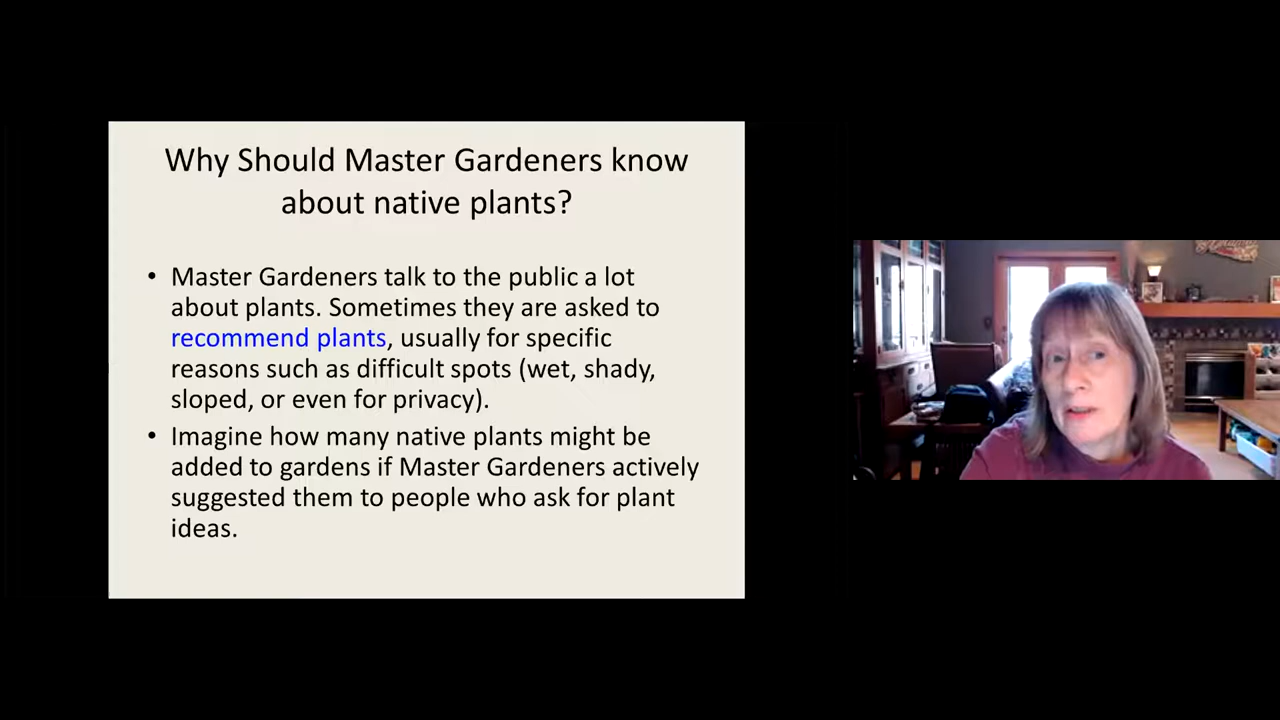 Why Should Master Gardeners know
about native plants?
• Master Gardeners talk to the public a lot
about plants. Sometimes they are asked to
recommend plants, usually for specific
reasons such as difficult spots (wet, shady,
sloped, or even for privacy).
• Imagine how many native plants might be
added to gardens if Master Gardeners actively
suggested them to people who ask for plant
ideas.